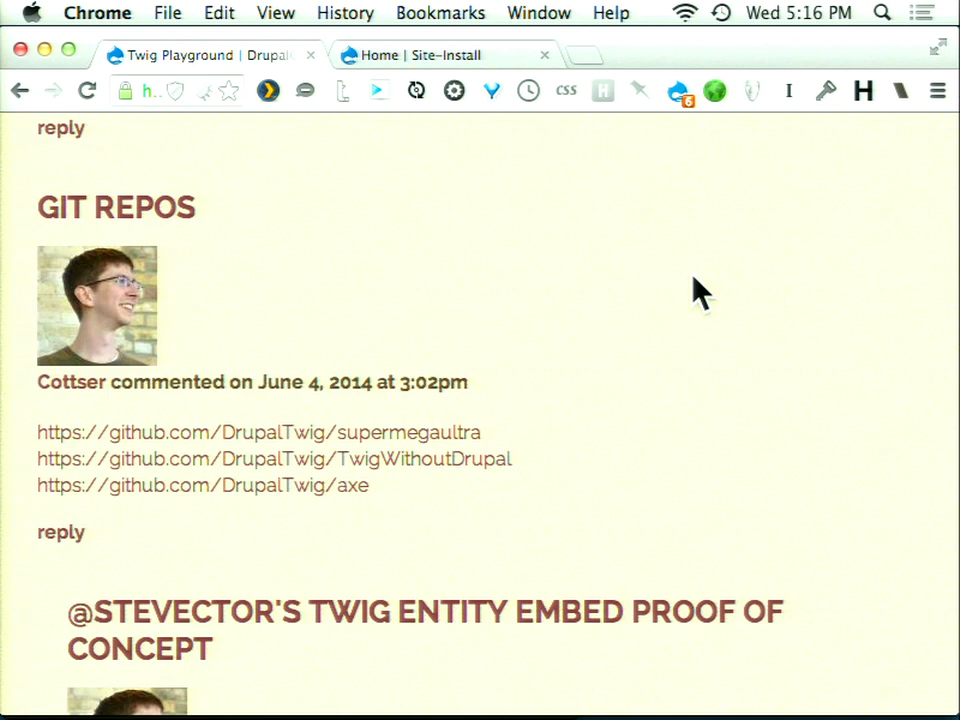 Chrome File Edit View History Bookmarks Window Help Wed 5:16 PM
Twig Playground | Drupal Home | Site-Install
h.. CSS H 6 I H
reply
GIT REPOS
Cottser commented on June 4, 2014 at 3:02pm
https://github.com/DrupalTwig/supermegaultra
https://github.com/DrupalTwig/TwigWithoutDrupal
https://github.com/DrupalTwig/axe
reply
@STEVECTOR'S TWIG ENTITY EMBED PROOF OF
CONCEPT